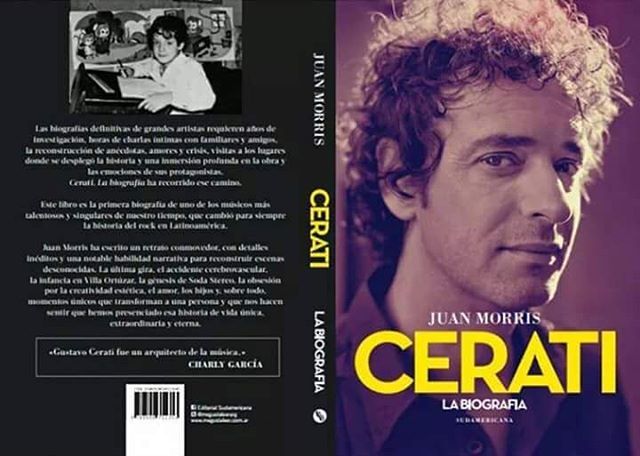 Las biografías definitivas de grandes artistas requieren años de
investigación, horas de charlas íntimas con familiares y amigos,
la reconstrucción de anécdotas, amores y crisis, visitas a los lugares
donde se desplegó la historia y una inmersión profunda en la obra y
las emociones de sus protagonistas.
Cerati. La biografía ha recorrido ese camino.
Este libro es la primera biografía de uno de los músicos más
talentosos y singulares de nuestro tiempo, que cambió para siempre
la historia del rock en Latinoamérica.
Juan Morris ha escrito un retrato conmovedor, con detalles
inéditos y una notable habilidad narrativa para reconstruir escenas
desconocidas. La última gira, el accidente cerebrovascular,
la infancia en Villa Ortúzar, la génesis de Soda Stereo, la obsesión
por la creatividad estética, el amor, los hijos y, sobre todo,
momentos únicos que transforman a una persona y que nos hacen
sentir que hemos presenciado esa historia de vida única,
extraordinaria y eterna.
«Gustavo Cerati fue un arquitecto de la música.»
CHARLY GARCÍA
Editorial Sudamericana
@megustaleerarg
www.megustaleer.com.ar
JUAN MORRIS
CERATI
LA BIOGRAFIA
JUAN MORRIS
CERATI
LA BIOGRAFIA
SUDAMERICANA